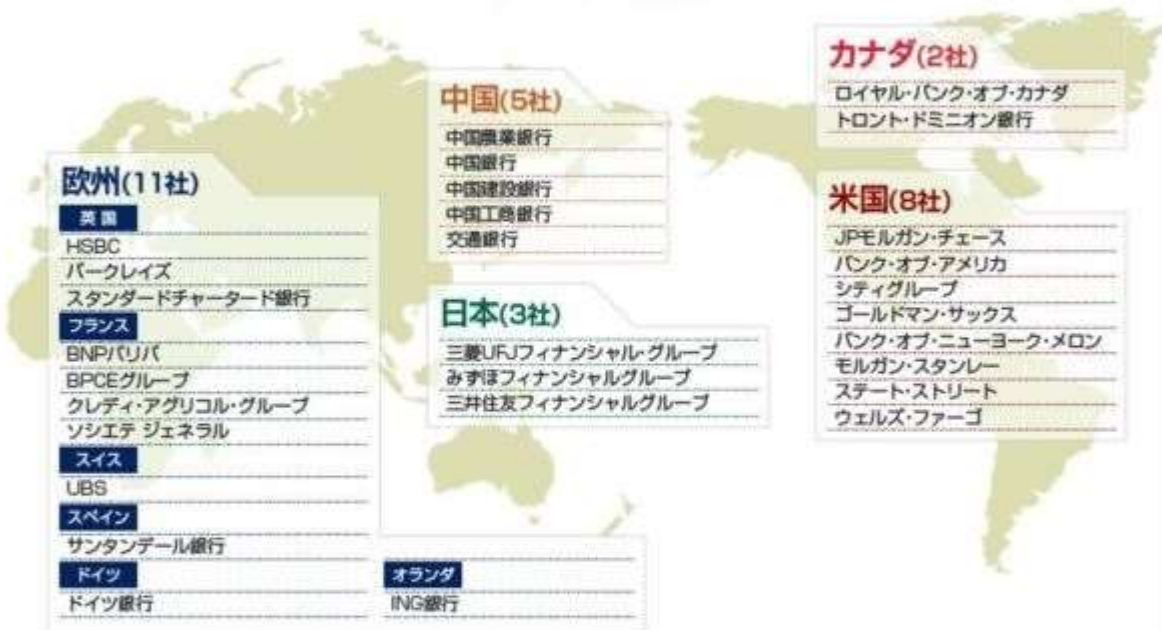 欧州(11社)
英国
HSBC
バークレイズ
スタンダードチャータード銀行
フランス
BNPパリバ
BPCEグループ
クレディ・アグリコル・グループ
ソシエテ ジェネラル
スイス
UBS
スペイン
サンタンデール銀行
ドイツ
ドイツ銀行
オランダ
ING銀行
中国(5社)
中国農業銀行
中国銀行
中国建設銀行
中国工商銀行
交通銀行
日本(3社)
三菱UFJフィナンシャル・グループ
みずほフィナンシャルグループ
三井住友フィナンシャルグループ
カナダ(2社)
ロイヤル・バンク・オブ・カナダ
トロント・ドミニオン銀行
米国(8社)
JPモルガン・チェース
バンク・オブ・アメリカ
シティグループ
ゴールドマン・サックス
バンク・オブ・ニューヨーク・メロン
モルガン・スタンレー
ステート・ストリート
ウェルズ・ファーゴ